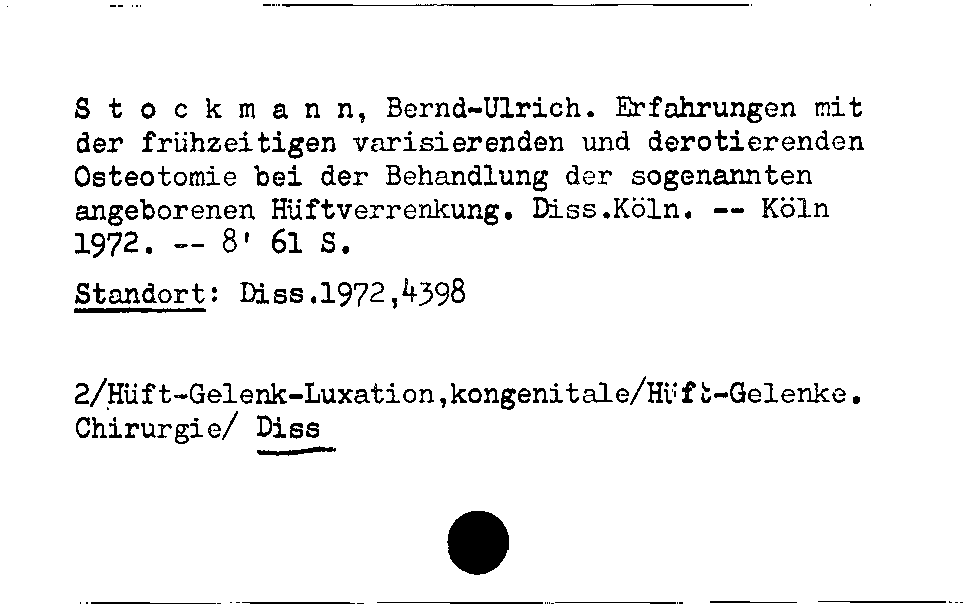 S t o c k m a n n, Bernd-Ulrich. Erfahrungen mit
der frühzeitigen varisierenden und derotierenden
Osteotomie bei der Behandlung der sogenannten
angeborenen Hüftverrenkung. Diss.Köln. -- Köln
1972. -- 8' 61 S.
Standort: Diss.1972,4398
2/Hüft-Gelenk-Luxation,kongenitale/Hüft-Gelenke.
Chirurgie/ Diss